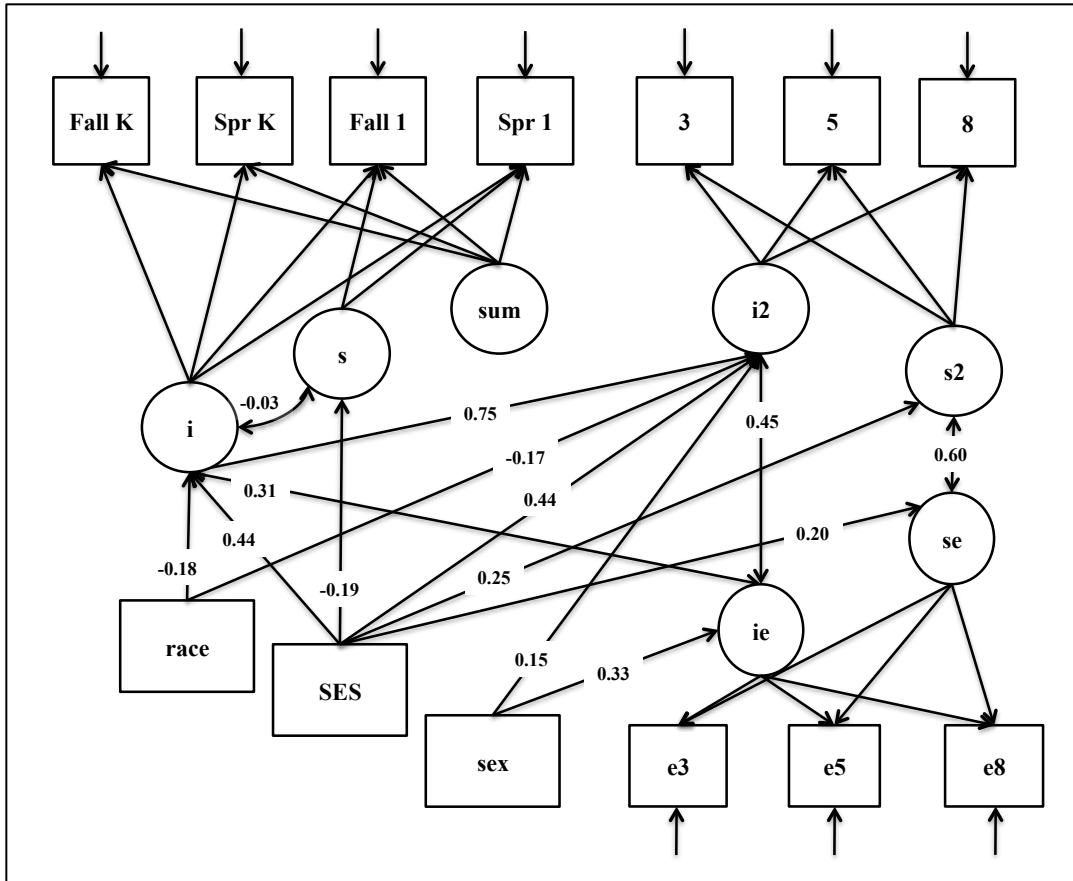 Fall K
Spr K
Fall 1
Spr 1
3
5
8
sum
i2
s
s2
i
-0.03
0.75
0.45
-0.17
0.60
0.31
0.44
0.44
0.20
se
-0.18
-0.19
0.25
ie
race
SES
0.15
0.33
sex
e3
e5
e8